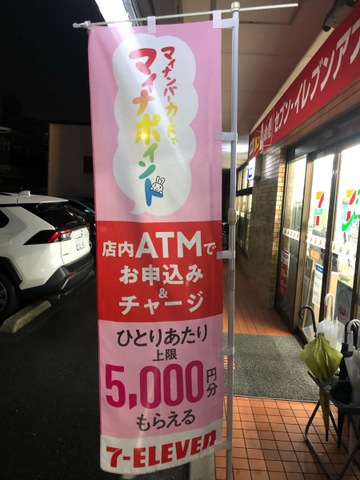 マイナンバーカードで
マイナポイント
店内ATMで
お申込み
&
チャージ
ひとりあたり
上限
5,000円分
もらえる
7-ELEVEN
セブン-イレブンアプ